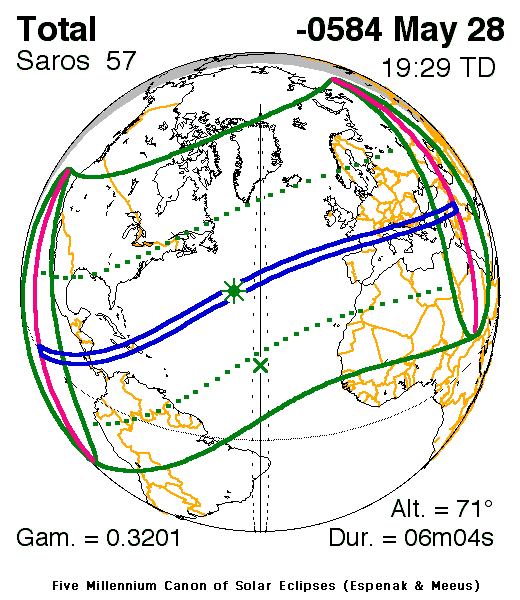 Total -0584 May 28
Saros 57 19:29 TD
Alt. = 71°
Gam. = 0.3201 Dur. = 06m04s
Five Millennium Canon of Solar Eclipses (Espenak & Meeus)